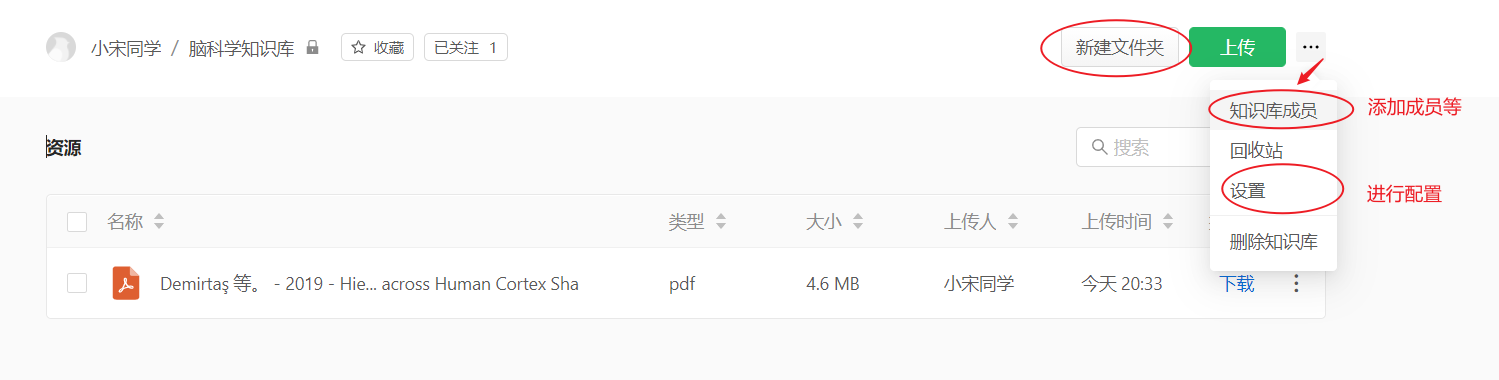 小宋同学 / 脑科学知识库 收藏 已关注 1 新建文件夹 上传 ···
知识库成员 添加成员等
资源 搜索 回收站
设置 进行配置
名称 类型 大小 上传人 上传时间
删除知识库
Demirtaş 等。 - 2019 - Hie... across Human Cortex Sha pdf 4.6 MB 小宋同学 今天 20:33 下载